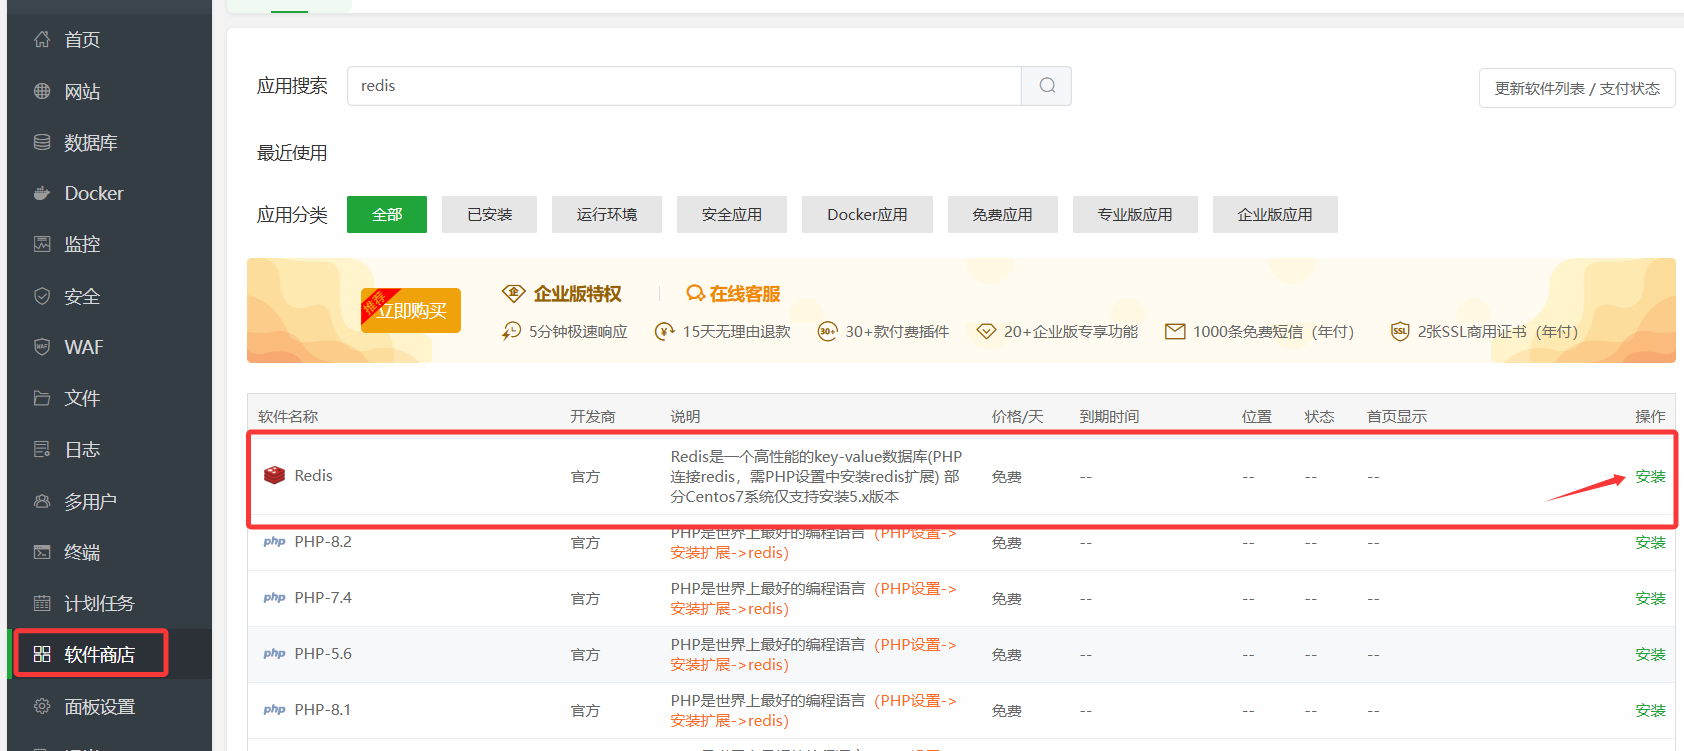 首页
网站
数据库
Docker
监控
安全
WAF
文件
日志
多用户
终端
计划任务
软件商店
面板设置
应用搜索
redis
更新软件列表 / 支付状态
最近使用
应用分类
全部
已安装
运行环境
安全应用
Docker应用
免费应用
专业版应用
企业版应用
推荐
立即购买
企业版特权
在线客服
5分钟极速响应
15天无理由退款
30+款付费插件
20+企业版专享功能
1000条免费短信（年付）
2张SSL商用证书（年付）
软件名称 开发商 说明 价格/天 到期时间 位置 状态 首页显示 操作
Redis 官方
Redis是一个高性能的key-value数据库(PHP
连接redis，需PHP设置中安装redis扩展) 部
分Centos7系统仅支持安装5.x版本
免费 -- -- -- -- 安装
php PHP-8.2 官方
PHP是世界上最好的编程语言（PHP设置->
安装扩展->redis）
免费 -- -- -- -- 安装
php PHP-7.4 官方
PHP是世界上最好的编程语言（PHP设置->
安装扩展->redis）
免费 -- -- -- -- 安装
php PHP-5.6 官方
PHP是世界上最好的编程语言（PHP设置->
安装扩展->redis）
免费 -- -- -- -- 安装
php PHP-8.1 官方
PHP是世界上最好的编程语言（PHP设置->
安装扩展->redis）
免费 -- -- -- -- 安装